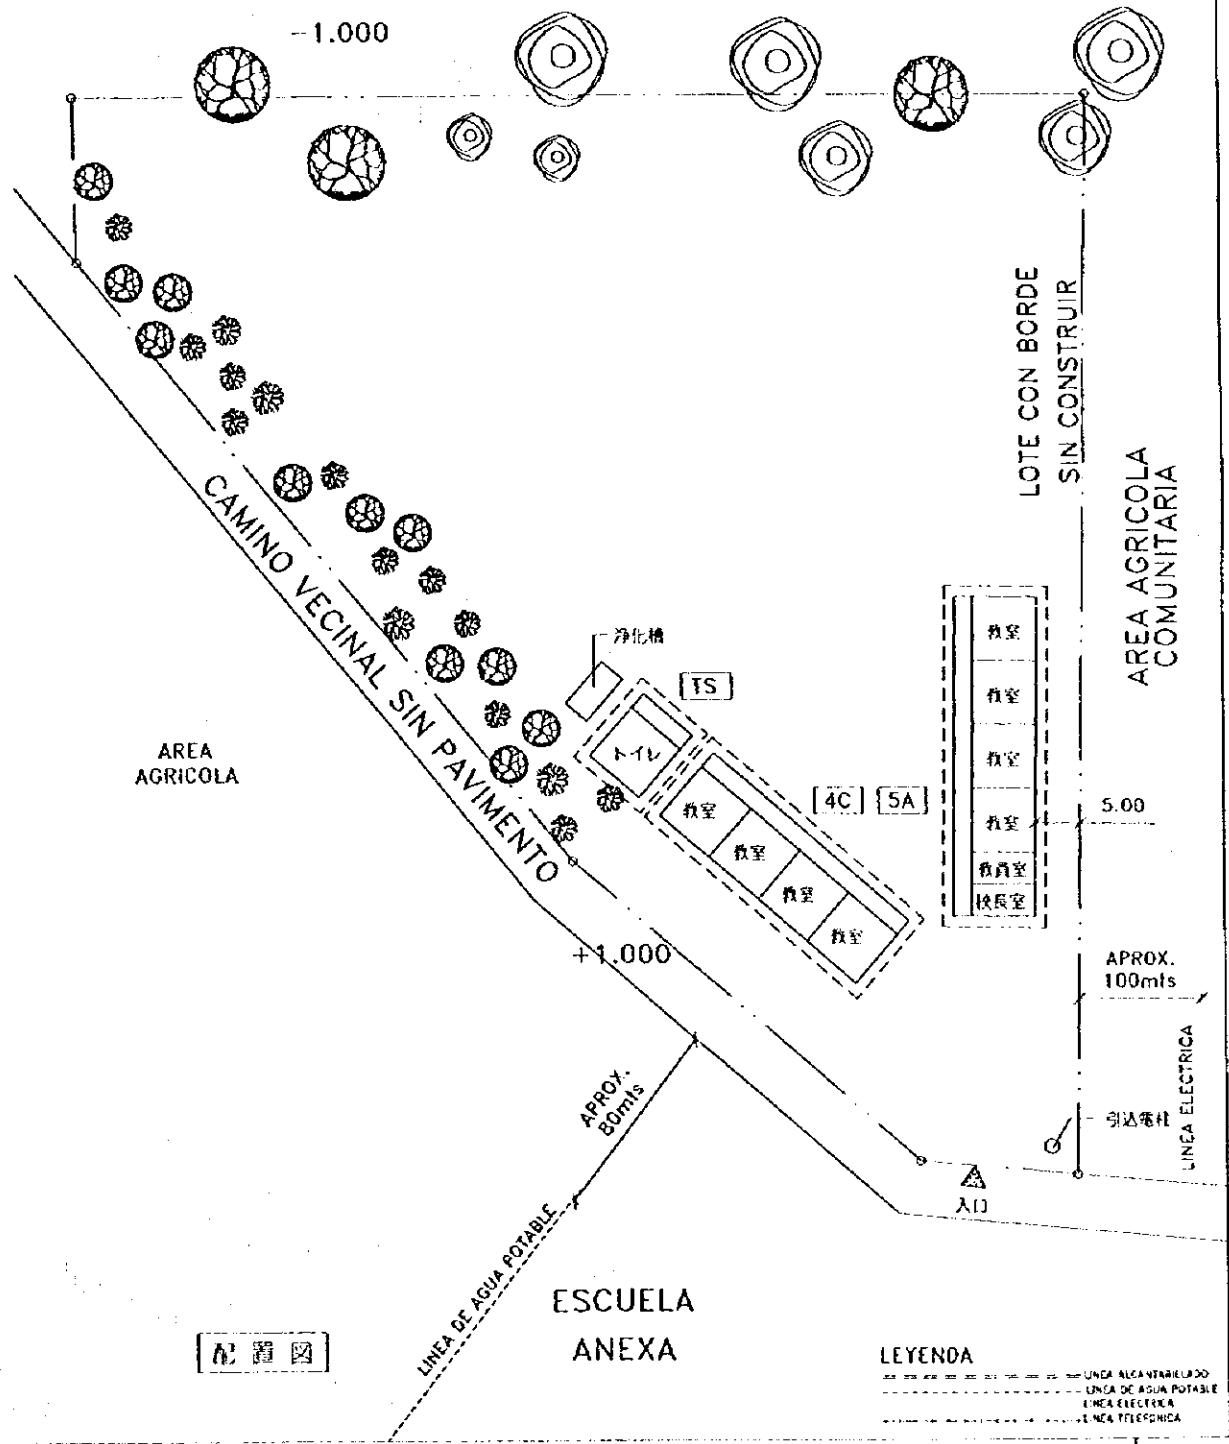 -1.000
LOTE CON BORDE
SIN CONSTRUIR
AREA AGRICOLA
COMUNITARIA
CAMINO VECINAL SIN PAVIMENTO
AREA
AGRICOLA
浄化槽
TS
トイレ
教室
教室
教室
教室
4C
5A
教室
教室
教室
教室
教員室
校長室
5.00
+1.000
APROX.
100mts
LINEA ELECTRICA
引込電柱
入口
APROX.
80mts
LINEA DE AGUA POTABLE
ESCUELA
ANEXA
配置図
LEYENDA
LINEA ALCANTARILLADO
LINEA DE AGUA POTABLE
LINEA ELECTRICA
LINEA TELEFONICA